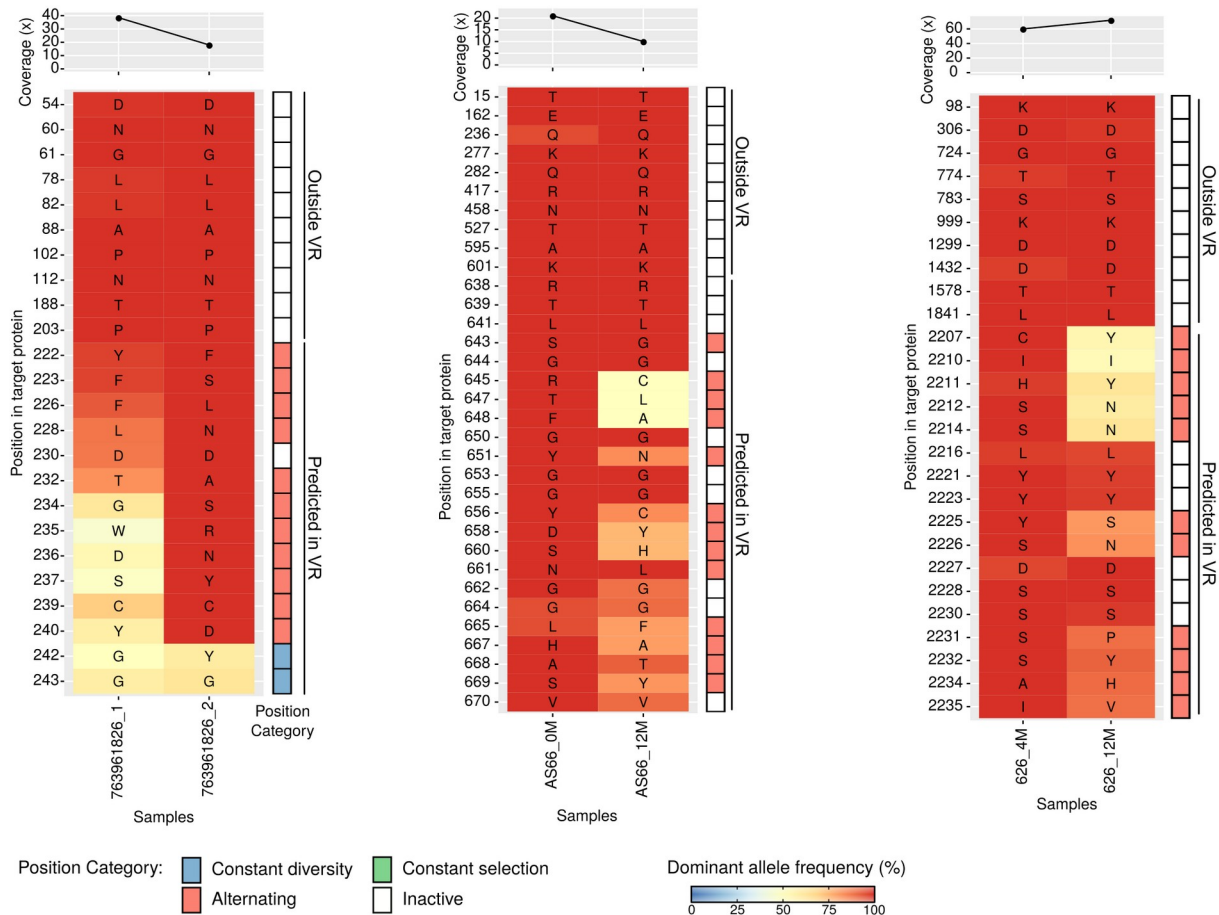 Coverage (x)
40
30
20
10
0
Position in target protein
54 D D
60 N N
61 G G
78 L L
82 L L
88 A A
102 P P
112 N N
188 T T
203 P P
222 Y F
223 F S
226 F L
228 L N
230 D D
232 T A
234 G S
235 W R
236 D N
237 S Y
239 C C
240 Y D
242 G Y
243 G G
Outside VR
Predicted in VR
763961826_1
763961826_2
Position
Category
Samples
Coverage (x)
20
15
10
5
0
Position in target protein
15 T T
162 E E
236 Q Q
277 K K
282 Q Q
417 R R
458 N N
527 T T
595 A A
601 K K
638 R R
639 T T
641 L L
643 S G
644 G G
645 R C
647 T L
648 F A
650 G G
651 Y N
653 G G
655 G G
656 Y C
658 D Y
660 S H
661 N L
662 G G
664 G G
665 L F
667 H A
668 A T
669 S Y
670 V V
Outside VR
Predicted in VR
AS66_0M
AS66_12M
Samples
Coverage (x)
60
40
20
0
Position in target protein
98 K K
306 D D
724 G G
774 T T
783 S S
999 K K
1299 D D
1432 D D
1578 T T
1841 L L
2207 C Y
2210 I I
2211 H Y
2212 S N
2214 S N
2216 L L
2221 Y Y
2223 Y Y
2225 Y S
2226 S N
2227 D D
2228 S S
2230 S S
2231 S P
2232 S Y
2234 A H
2235 I V
Outside VR
Predicted in VR
626_4M
626_12M
Samples
Position Category:
Constant diversity
Constant selection
Alternating
Inactive
Dominant allele frequency (%)
0 25 50 75 100